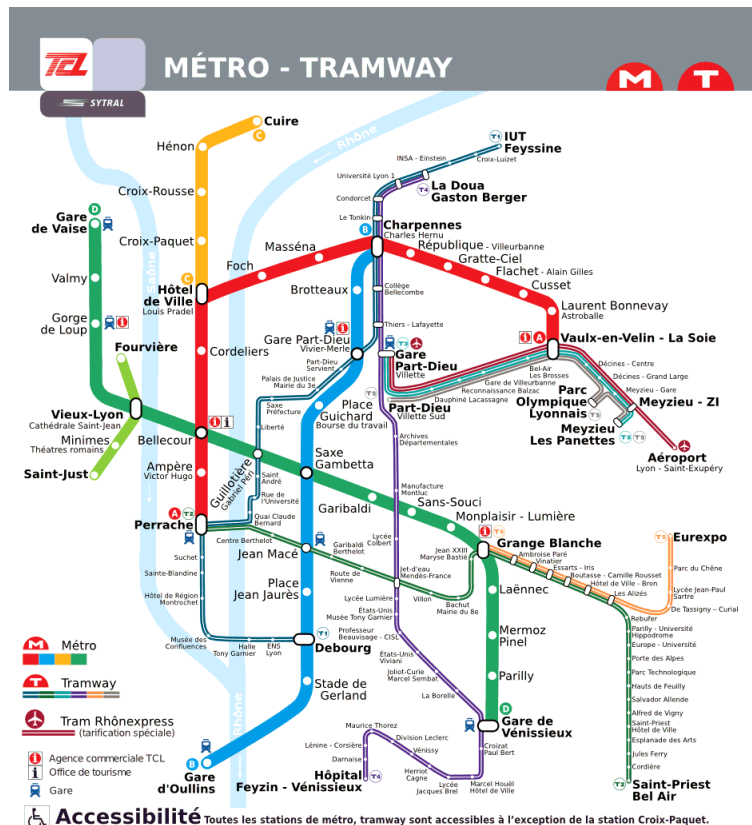 TCL
SYTRAL
MÉTRO - TRAMWAY
M
T
Rhône
Saône
Rhône
Cuire
C
Hénon
Croix-Rousse
Croix-Paquet
C
Hôtel
de Ville
Louis Pradel
D
Gare
de Vaise
Valmy
Gorge
de Loup
Fourvière
Vieux-Lyon
Cathédrale Saint-Jean
Minimes
Théatres romains
Saint-Just
Foch
Masséna
B
Charpennes
Charles Hernu
République - Villeurbanne
Gratte-Ciel
Flachet - Alain Gilles
Cusset
Laurent Bonnevay
Astroballe
A
Vaulx-en-Velin - La Soie
T1
IUT
Feyssine
Croix-Luizet
INSA - Einstein
Université Lyon 1
T4
La Doua
Gaston Berger
Condorcet
Le Tonkin
Collège
Bellecombe
Thiers - Lafayette
Brotteaux
Gare Part-Dieu
Vivier-Merle
T3
Gare
Part-Dieu
Villette
T5
Part-Dieu
Villette Sud
Dauphiné Lacassagne
Reconnaissance Balzac
Gare de Villeurbanne
Bel-Air
Les Brosses
Décines - Centre
Décines - Grand Large
Meyzieu - Gare
Parc
Olympique
Lyonnais
T5
Meyzieu - ZI
Meyzieu
Les Panettes
T3
T5
Aéroport
Lyon - Saint-Exupéry
Part-Dieu
Servient
Palais de Justice
Mairie du 3e
Saxe
Préfecture
Liberté
Place
Guichard
Bourse du travail
Guillotière
Gabriel Péri
Saint
André
Rue de
l'Université
Quai Claude
Bernard
Cordeliers
Bellecour
Ampère
Victor Hugo
A
T2
Perrache
Saxe
Gambetta
Garibaldi
Sans-Souci
Monplaisir - Lumière
T5
Grange Blanche
Archives
Départementales
Manufacture
Montluc
Lycée
Colbert
Jet-d'eau
Mendès-France
Centre Berthelot
Jean Macé
Garibaldi
Berthelot
Route de
Vienne
Villon
Bachut
Mairie du 8e
Jean XXIII
Maryse Bastié
Ambroise Paré
Vinatier
Essarts - Iris
Boutasse - Camille Rousset
Hôtel de Ville - Bron
Les Alizés
T5
Eurexpo
Parc du Chêne
Lycée Jean-Paul
Sartre
De Tassigny – Curial
Rebufer
Parilly - Université
Hippodrome
Europe - Université
Porte des Alpes
Parc Technologique
Hauts de Feuilly
Salvador Allende
Alfred de Vigny
Saint-Priest
Hôtel de Ville
Esplanade des Arts
Jules Ferry
Cordière
T2
Saint-Priest
Bel Air
Suchet
Sainte-Blandine
Hôtel de Région
Montrochet
Musée des
Confluences
Halle
Tony Garnier
ENS
Lyon
T1
Debourg
Place
Jean Jaurès
Stade de
Gerland
B
Gare
d'Oullins
Lycée Lumière
États-Unis
Musée Tony Garnier
Professeur
Beauvisage - CISL
États-Unis
Viviani
Joliot-Curie
Marcel Sembat
La Borelle
Laënnec
Mermoz
Pinel
Parilly
D
Gare de
Vénissieux
Croizat
Paul Bert
Marcel Houël
Hôtel de Ville
Lycée
Jacques Brel
Herriot
Cagne
Vénissy
Division Leclerc
Maurice Thorez
Lénine - Corsière
Darnaise
Hôpital
Feyzin - Vénissieux
T4
Métro
Tramway
Tram Rhônexpress
(tarification spéciale)
Agence commerciale TCL
Office de tourisme
Gare
Accessibilité Toutes les stations de métro, tramway sont accessibles à l'exception de la station Croix-Paquet.